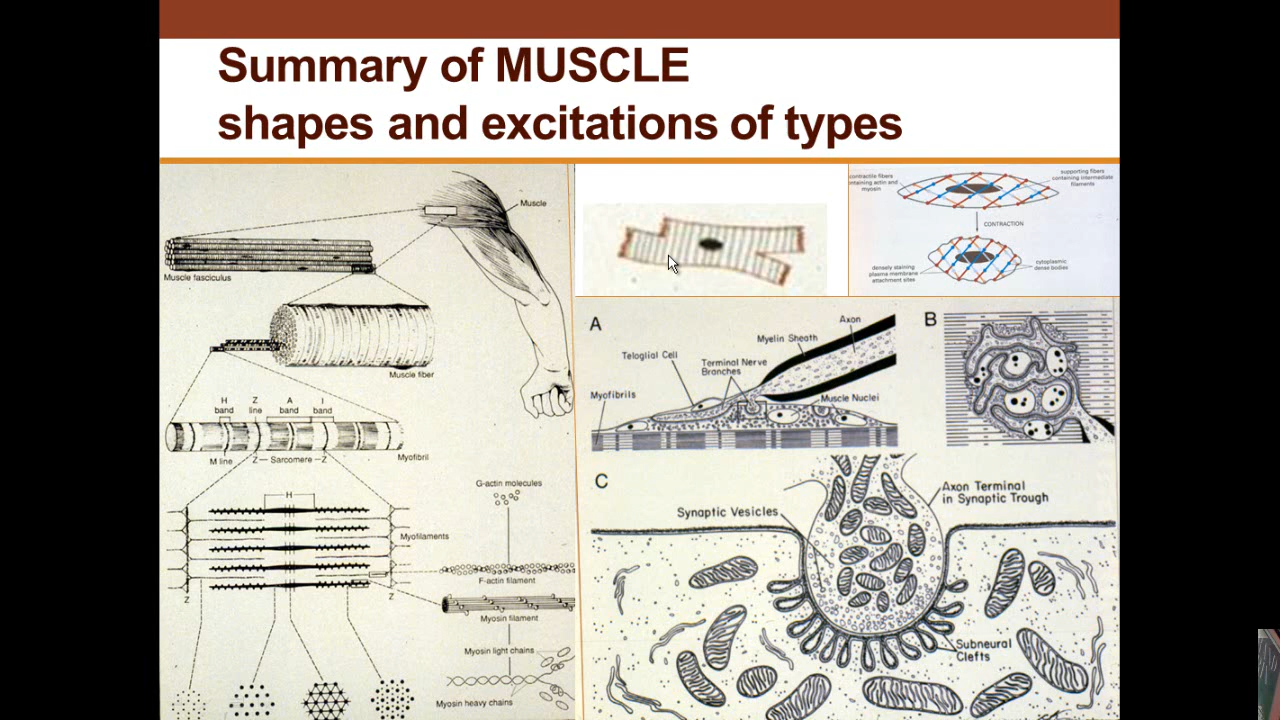 Summary of MUSCLE
shapes and excitations of types
Muscle
Muscle fasciculus
Muscle fiber
H
band
Z
line
A
band
I
band
M line
Z — Sarcomere — Z
Myofibril
H
Myofilaments
Z
Z
G-actin molecules
F-actin filament
Myosin filament
Myosin light chains
Myosin heavy chains
contractile fibers
containing actin and
myosin
supporting fibers
containing intermediate
filaments
CONTRACTION
densely staining
plasma membrane
attachment sites
cytoplasmic
dense bodies
A
Axon
Myelin Sheath
Teloglial Cell
Terminal Nerve
Branches
Myofibrils
Muscle Nuclei
B
C
Axon Terminal
in Synaptic Trough
Synaptic Vesicles
Subneural
Clefts